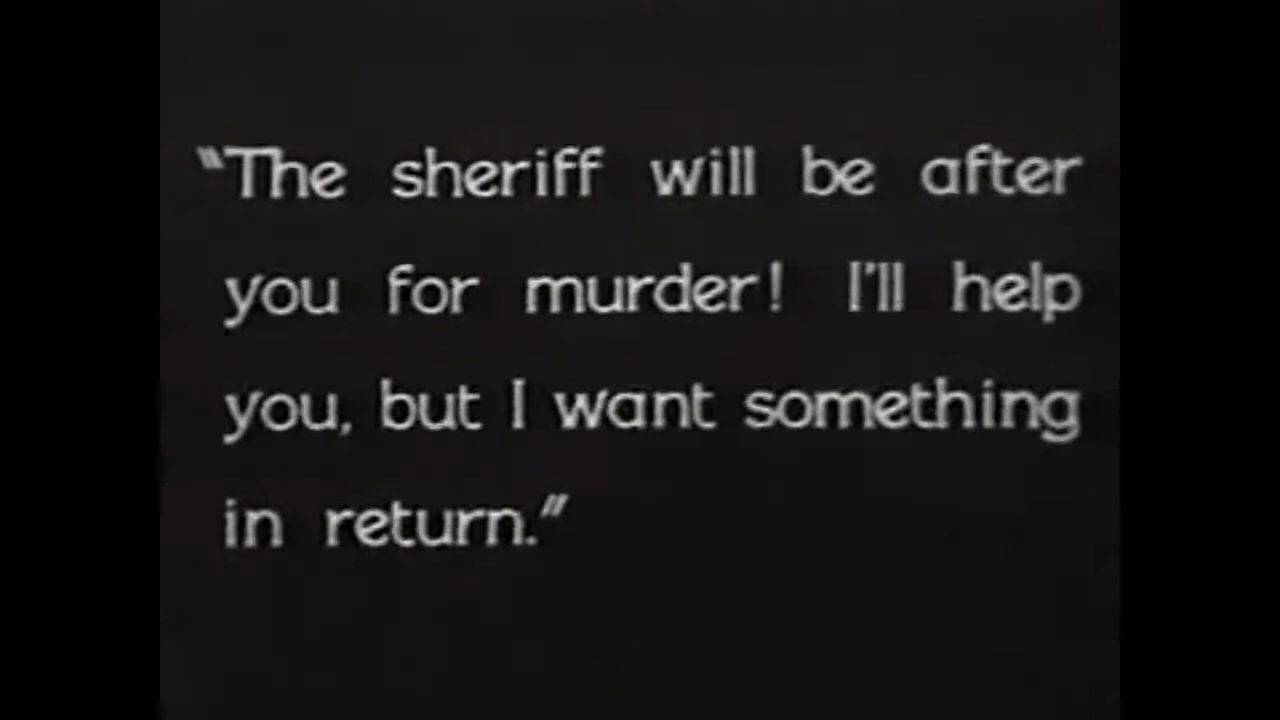 “The sheriff will be after
you for murder! I'll help
you, but I want something
in return.”